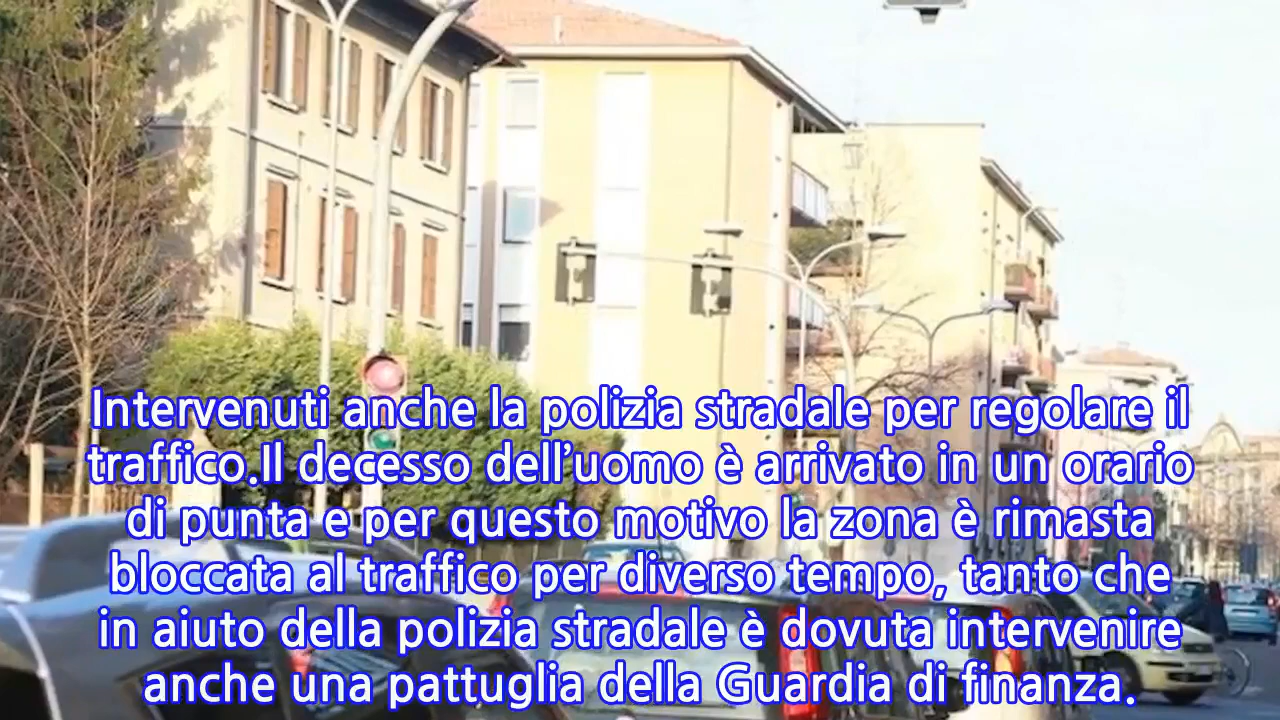 Intervenuti anche la polizia stradale per regolare il
traffico.Il decesso dell’uomo è arrivato in un orario
di punta e per questo motivo la zona è rimasta
bloccata al traffico per diverso tempo, tanto che
in aiuto della polizia stradale è dovuta intervenire
anche una pattuglia della Guardia di finanza.